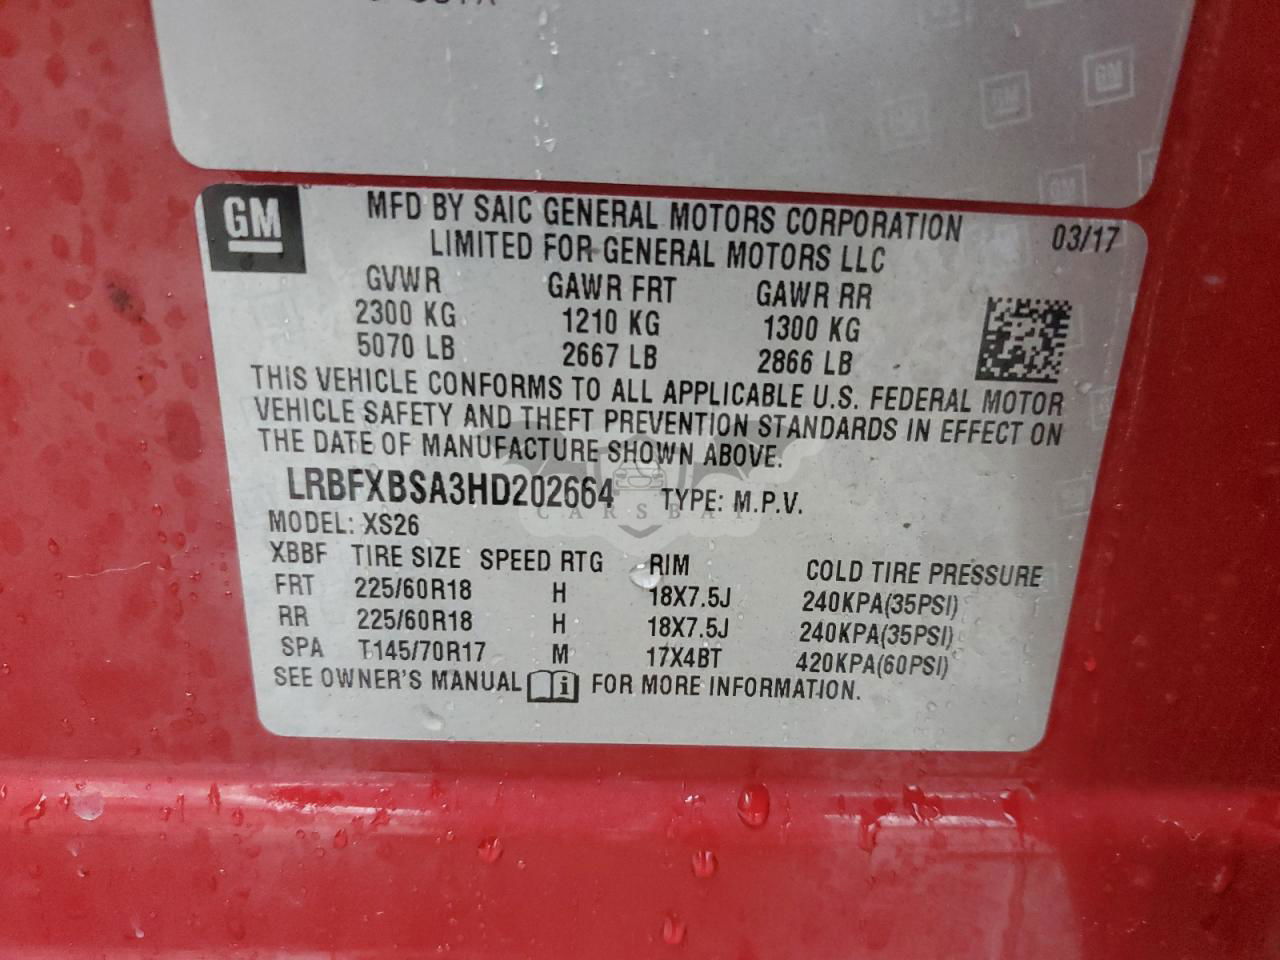 GM
MFD BY SAIC GENERAL MOTORS CORPORATION
LIMITED FOR GENERAL MOTORS LLC
03/17
GVWR GAWR FRT GAWR RR
2300 KG 1210 KG 1300 KG
5070 LB 2667 LB 2866 LB
THIS VEHICLE CONFORMS TO ALL APPLICABLE U.S. FEDERAL MOTOR
VEHICLE SAFETY AND THEFT PREVENTION STANDARDS IN EFFECT ON
THE DATE OF MANUFACTURE SHOWN ABOVE.
LRBFXBSA3HD202664 TYPE: M.P.V.
CARSBAT
MODEL: XS26
XBBF TIRE SIZE SPEED RTG RIM COLD TIRE PRESSURE
FRT 225/60R18 H 18X7.5J 240KPA(35PSI)
RR 225/60R18 H 18X7.5J 240KPA(35PSI)
SPA T145/70R17 M 17X4BT 420KPA(60PSI)
SEE OWNER'S MANUAL i FOR MORE INFORMATION.